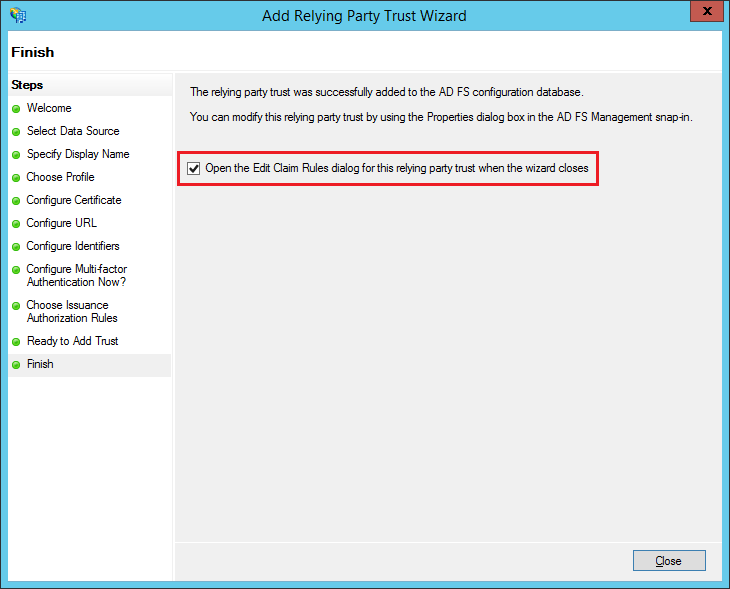 Add Relying Party Trust Wizard
X
Finish
Steps
Welcome
Select Data Source
Specify Display Name
Choose Profile
Configure Certificate
Configure URL
Configure Identifiers
Configure Multi-factor
Authentication Now?
Choose Issuance
Authorization Rules
Ready to Add Trust
Finish
The relying party trust was successfully added to the AD FS configuration database.
You can modify this relying party trust by using the Properties dialog box in the AD FS Management snap-in.
Open the Edit Claim Rules dialog for this relying party trust when the wizard closes
Close